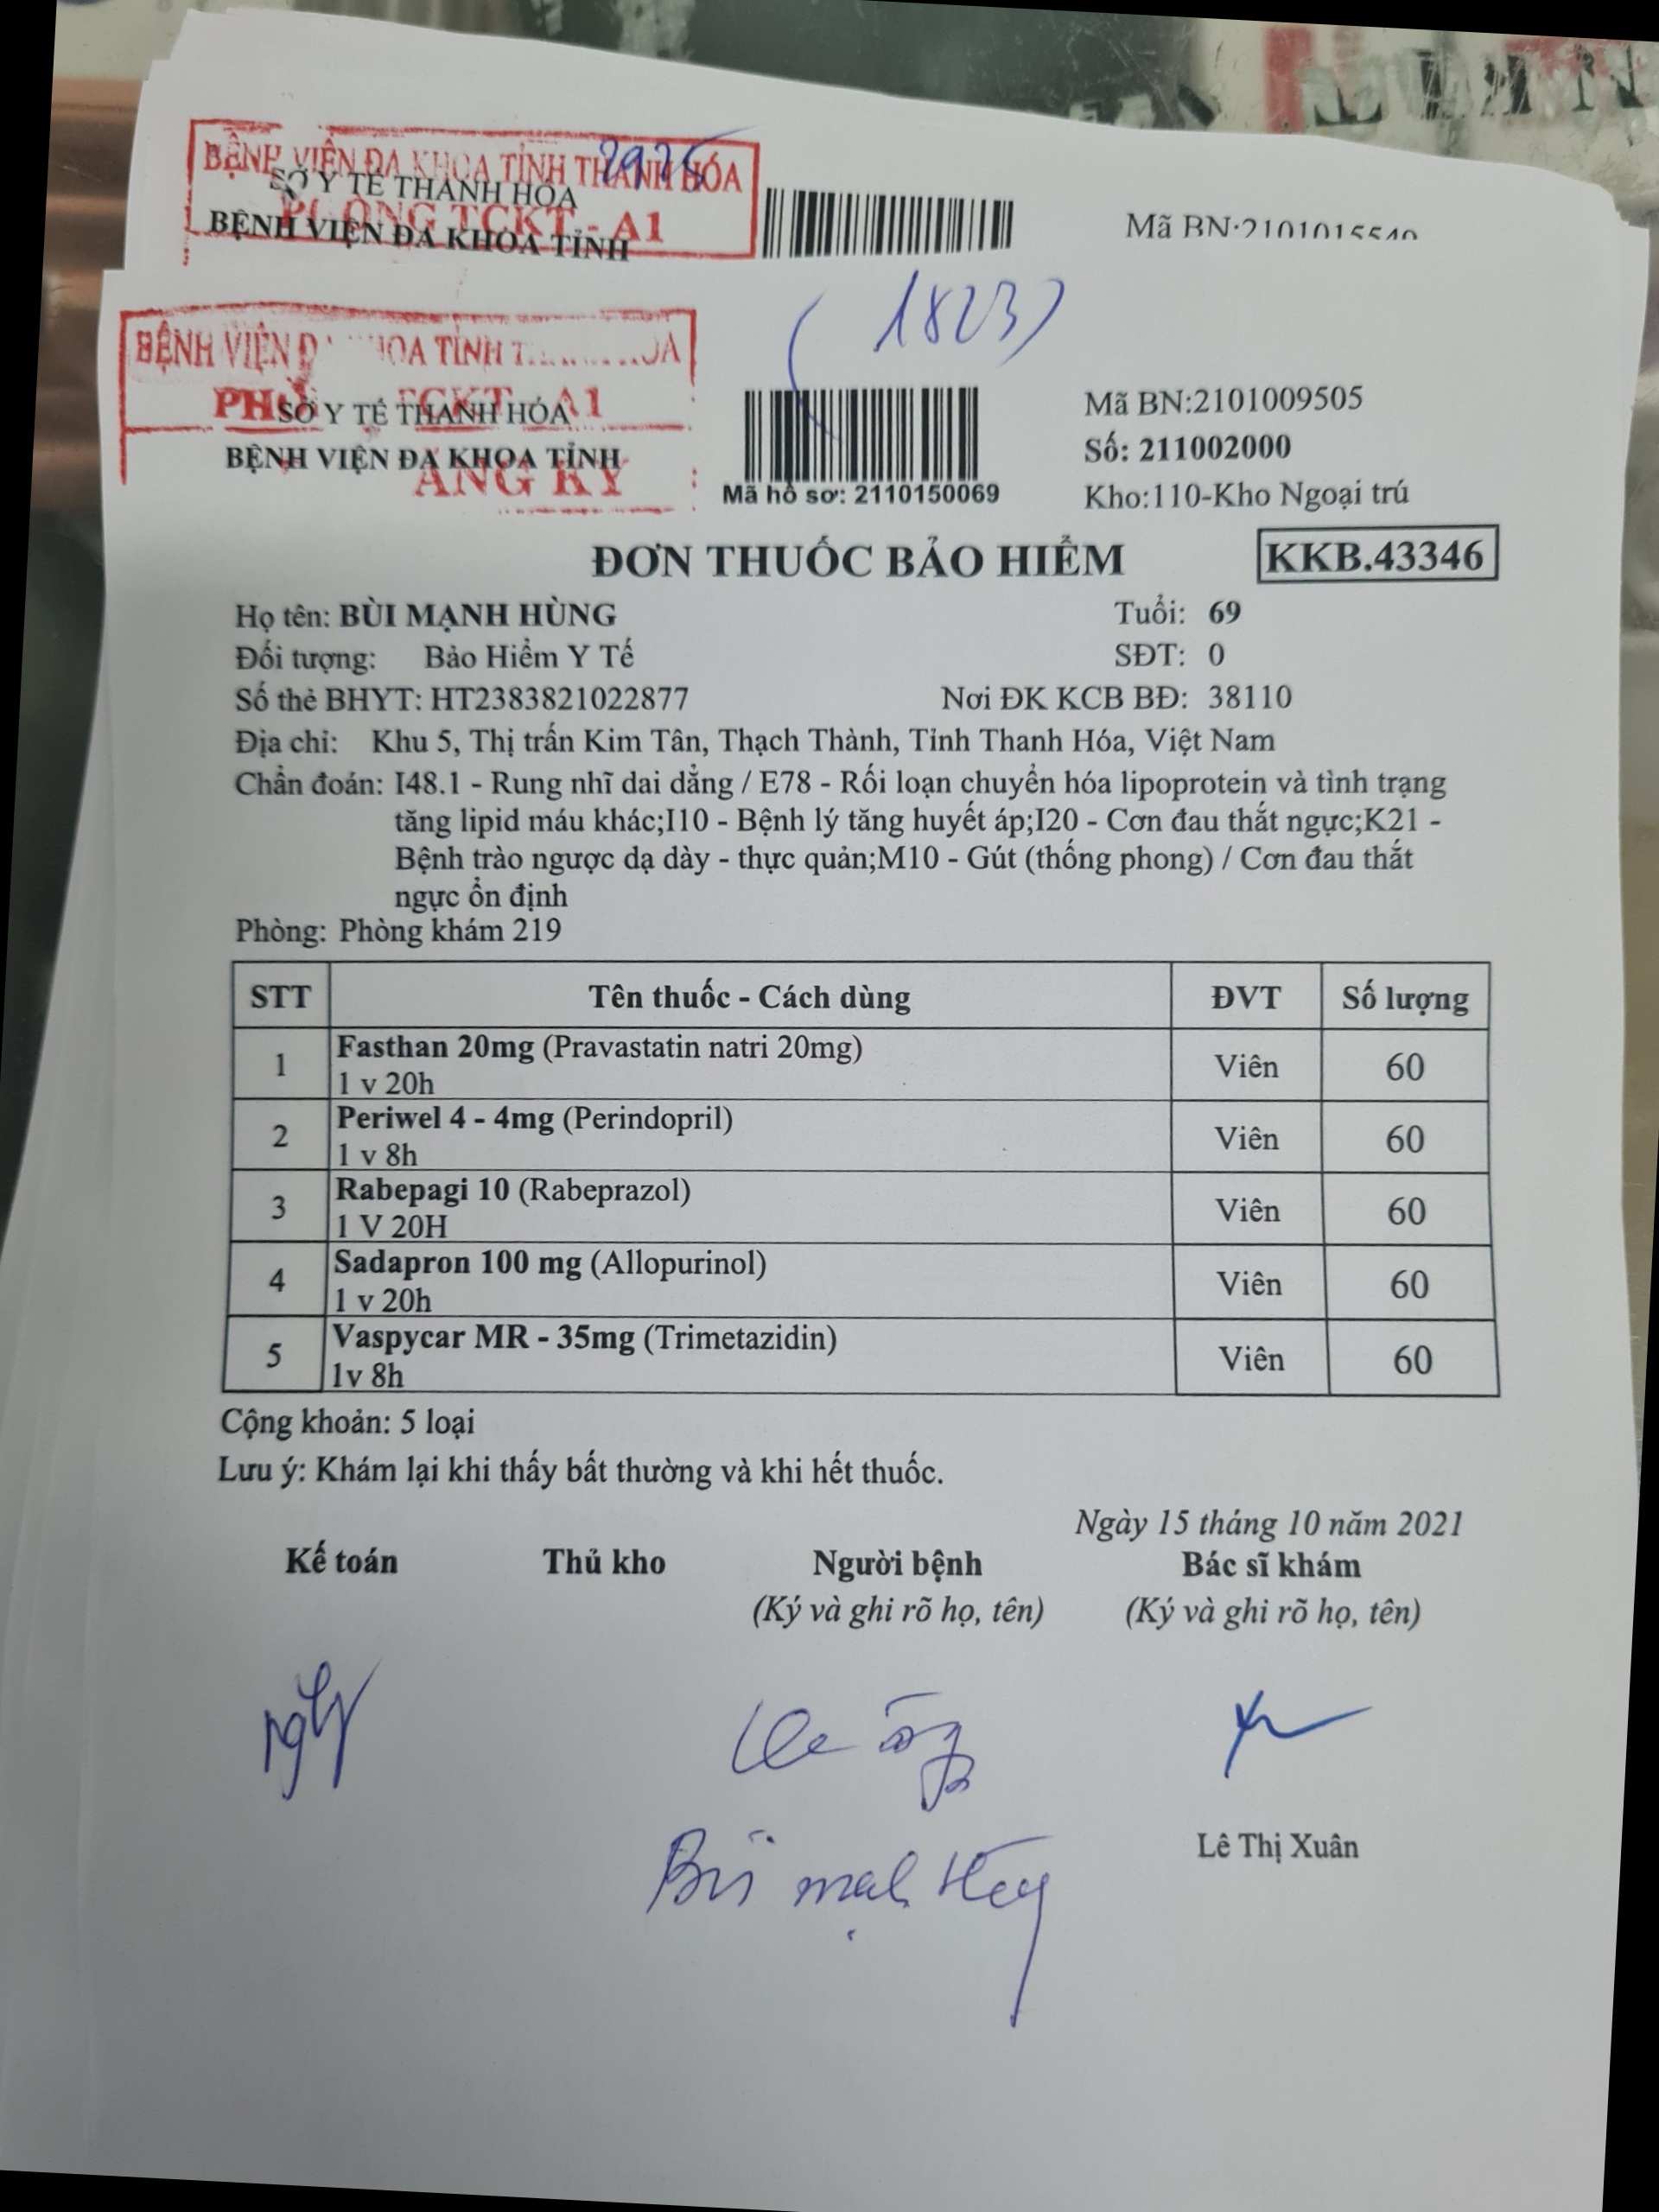 BỆNH VIỆN ĐA KHOA TỈNH THANH HÓA
2975
SỞ Y TẾ THANH HÓA
PHÒNG TCKT - A1
BỆNH VIỆN ĐA KHOA TỈNH
Mã BN:2101015540
(1823)
BỆNH VIỆN
SỞ Y TẾ THANH HÓA
BỆNH VIỆN ĐA KHOA TỈNH
Mã hồ sơ: 2110150069
Mã BN:2101009505
Số: 211002000
Kho:110-Kho Ngoại trú
ĐƠN THUỐC BẢO HIỂM
KKB.43346
Họ tên: BÙI MẠNH HÙNG Tuổi: 69
Đối tượng: Bảo Hiểm Y Tế SĐT: 0
Số thẻ BHYT: HT2383821022877 Nơi ĐK KCB BĐ: 38110
Địa chỉ: Khu 5, Thị trấn Kim Tân, Thạch Thành, Tỉnh Thanh Hóa, Việt Nam
Chẩn đoán: I48.1 - Rung nhĩ dai dẳng / E78 - Rối loạn chuyển hóa lipoprotein và tình trạng
tăng lipid máu khác;I10 - Bệnh lý tăng huyết áp;I20 - Cơn đau thắt ngực;K21 -
Bệnh trào ngược dạ dày - thực quản;M10 - Gút (thống phong) / Cơn đau thắt
ngực ổn định
Phòng: Phòng khám 219
STT Tên thuốc - Cách dùng ĐVT Số lượng
1 Fasthan 20mg (Pravastatin natri 20mg) Viên 60
1 v 20h
2 Periwel 4 - 4mg (Perindopril) Viên 60
1 v 8h
3 Rabepagi 10 (Rabeprazol) Viên 60
1 V 20H
4 Sadapron 100 mg (Allopurinol) Viên 60
1 v 20h
5 Vaspycar MR - 35mg (Trimetazidin) Viên 60
1v 8h
Cộng khoản: 5 loại
Lưu ý: Khám lại khi thấy bất thường và khi hết thuốc.
Ngày 15 tháng 10 năm 2021
Kế toán Thủ kho Người bệnh Bác sĩ khám
(Ký và ghi rõ họ, tên) (Ký và ghi rõ họ, tên)
Bùi mạnh Hùng
Lê Thị Xuân